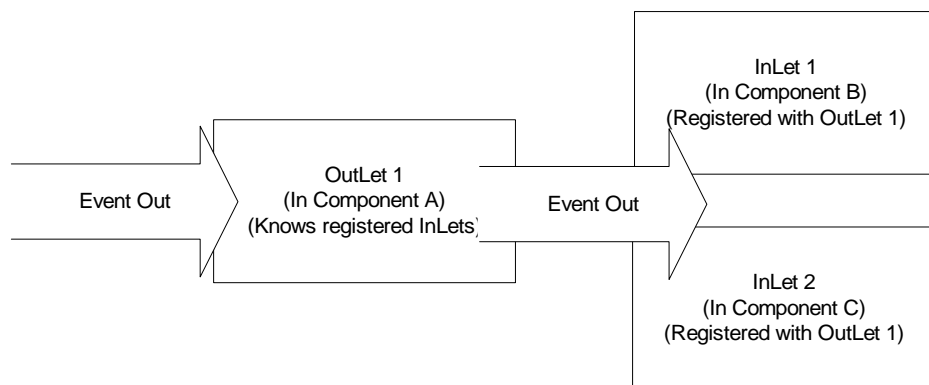 Event Out
OutLet 1
(In Component A)
(Knows registered InLets)
Event Out
InLet 1
(In Component B)
(Registered with OutLet 1)
InLet 2
(In Component C)
(Registered with OutLet 1)